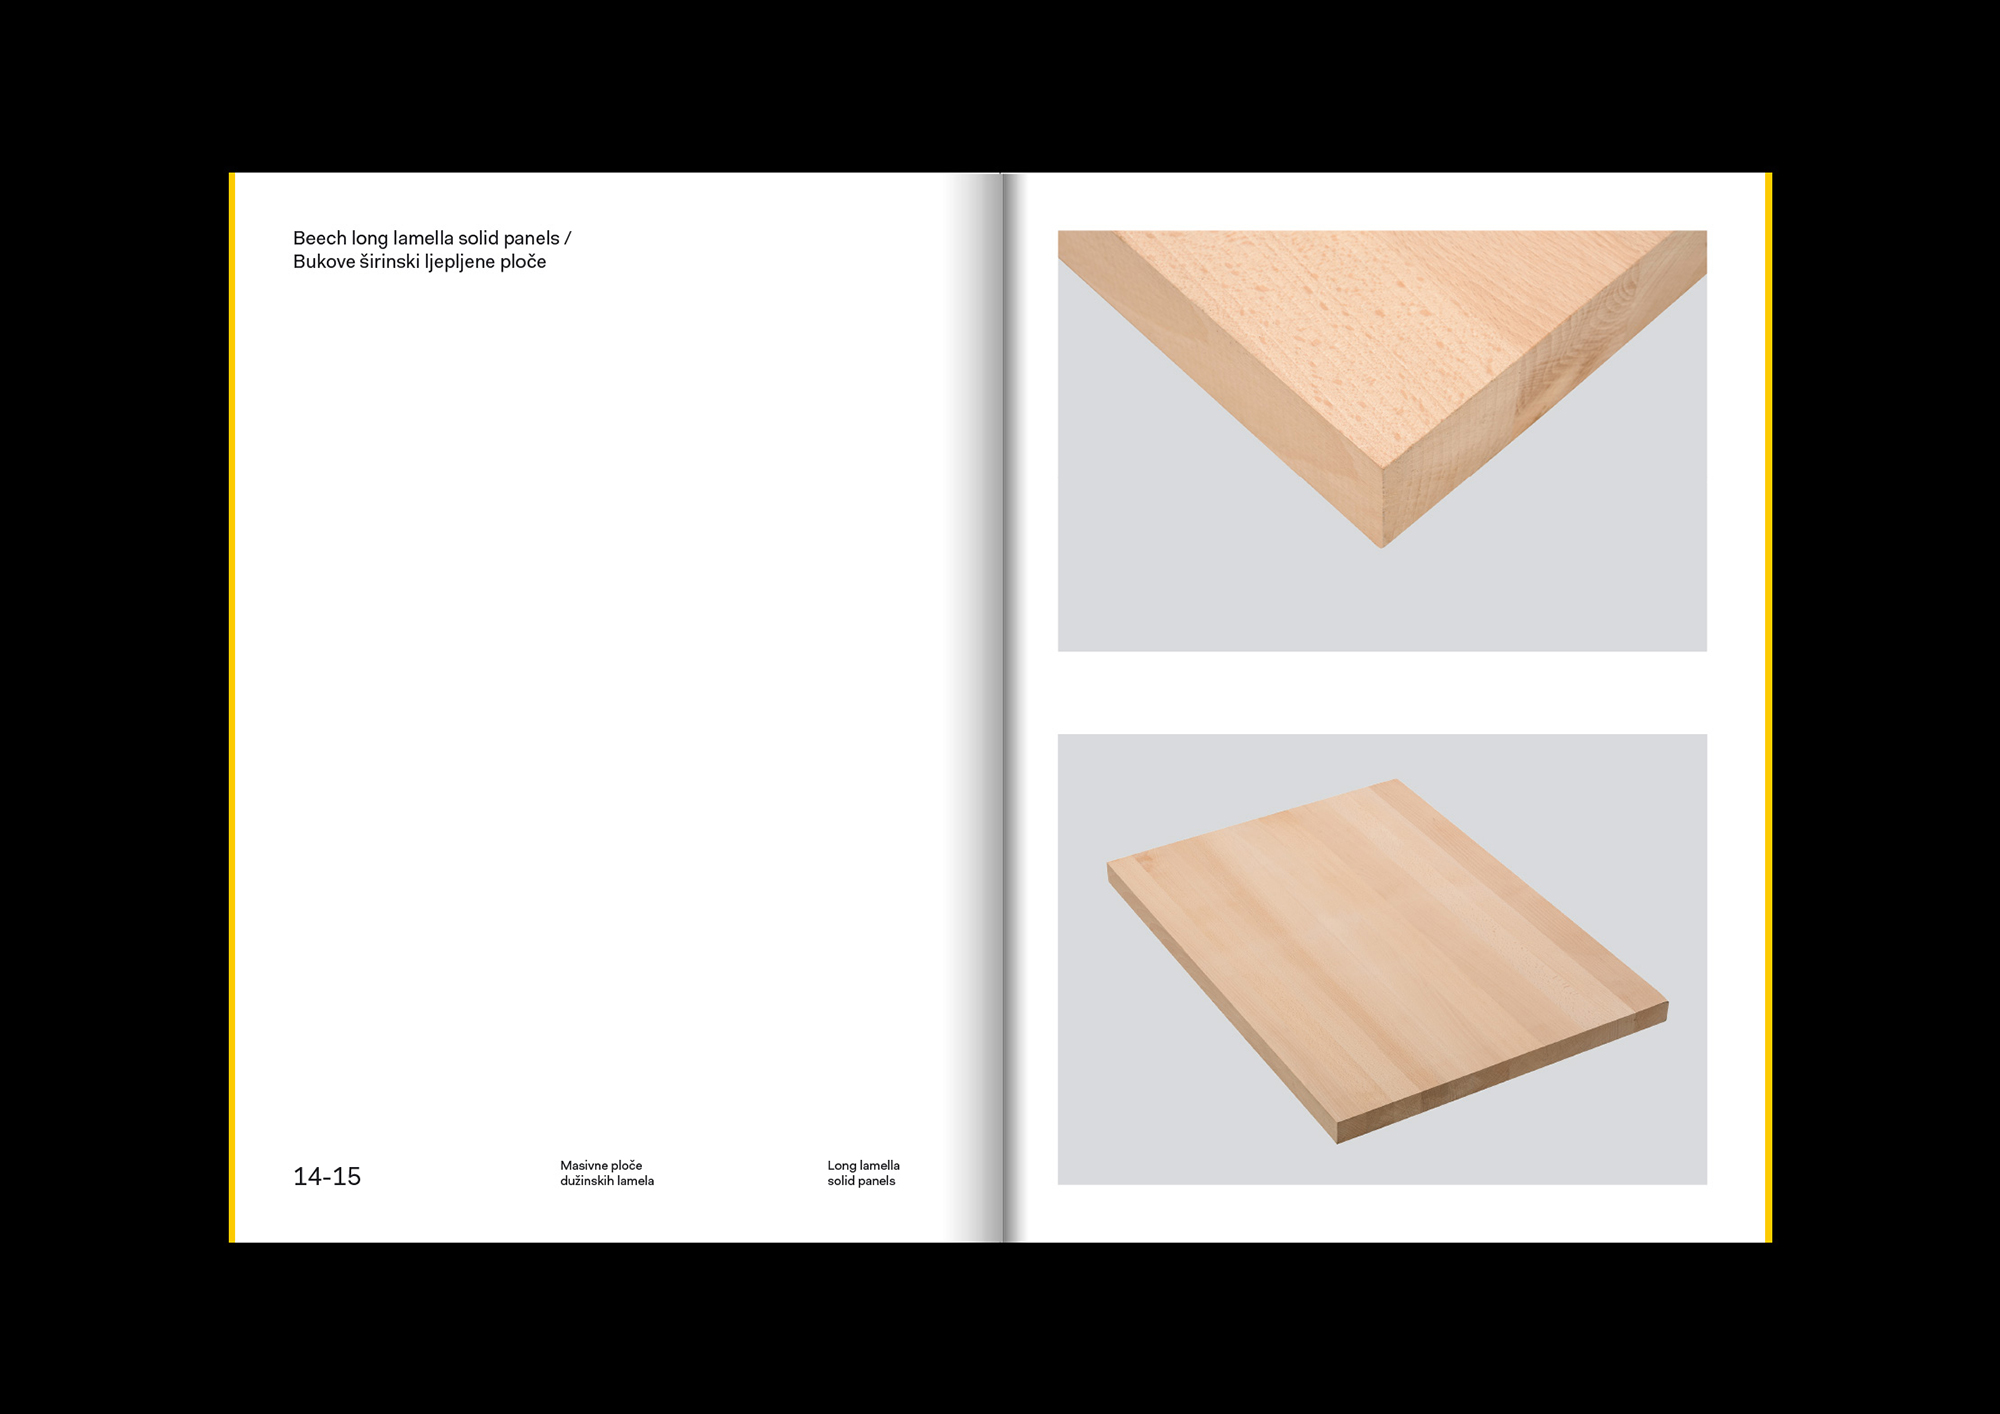 Beech long lamella solid panels /
Bukove širinski ljepljene ploče
14-15
Masivne ploče
dužinskih lamela
Long lamella
solid panels